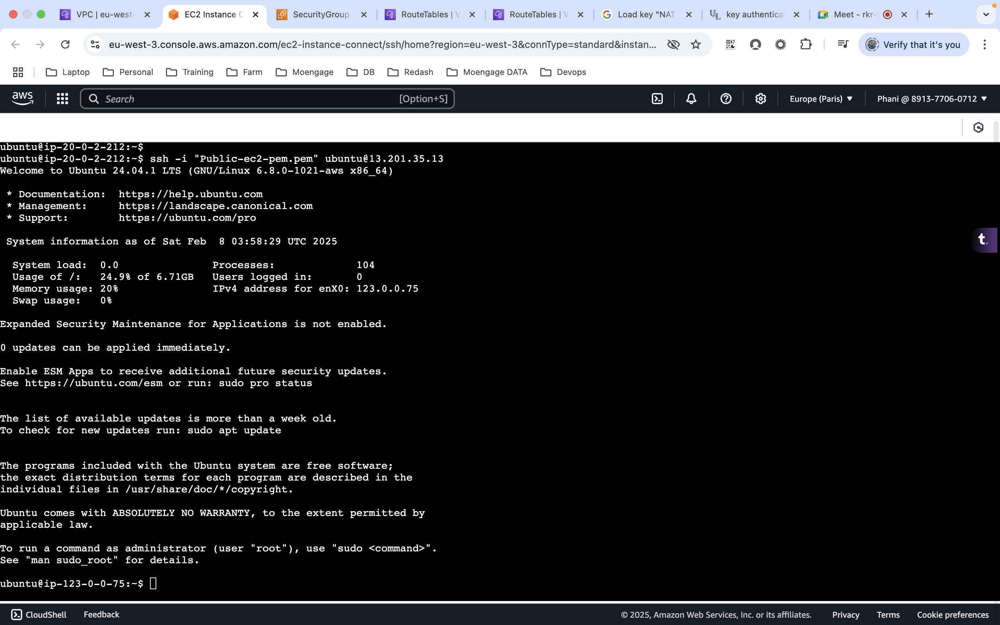 VPC | eu-west-
EC2 Instance C
SecurityGroup
RouteTables | V
RouteTables | V
Load key "NAT
key authentica
Meet - rkr-j
eu-west-3.console.aws.amazon.com/ec2-instance-connect/ssh/home?region=eu-west-3&connType=standard&instan...
Verify that it's you
Laptop
Personal
Training
Farm
Moengage
DB
Redash
Moengage DATA
Devops
aws
Search
[Option+S]
Europe (Paris)
Phani @ 8913-7706-0712
ubuntu@ip-20-0-2-212:~$
ubuntu@ip-20-0-2-212:~$ ssh -i "Public-ec2-pem.pem" ubuntu@13.201.35.13
Welcome to Ubuntu 24.04.1 LTS (GNU/Linux 6.8.0-1021-aws x86_64)
 * Documentation:  https://help.ubuntu.com
 * Management:     https://landscape.canonical.com
 * Support:        https://ubuntu.com/pro
 System information as of Sat Feb  8 03:58:29 UTC 2025
  System load:  0.0               Processes:             104
  Usage of /:   24.9% of 6.71GB   Users logged in:       0
  Memory usage: 20%               IPv4 address for enX0: 123.0.0.75
  Swap usage:   0%
Expanded Security Maintenance for Applications is not enabled.
0 updates can be applied immediately.
Enable ESM Apps to receive additional future security updates.
See https://ubuntu.com/esm or run: sudo pro status
The list of available updates is more than a week old.
To check for new updates run: sudo apt update
The programs included with the Ubuntu system are free software;
the exact distribution terms for each program are described in the
individual files in /usr/share/doc/*/copyright.
Ubuntu comes with ABSOLUTELY NO WARRANTY, to the extent permitted by
applicable law.
To run a command as administrator (user "root"), use "sudo <command>".
See "man sudo_root" for details.
ubuntu@ip-123-0-0-75:~$
t.
CloudShell
Feedback
© 2025, Amazon Web Services, Inc. or its affiliates.
Privacy
Terms
Cookie preferences